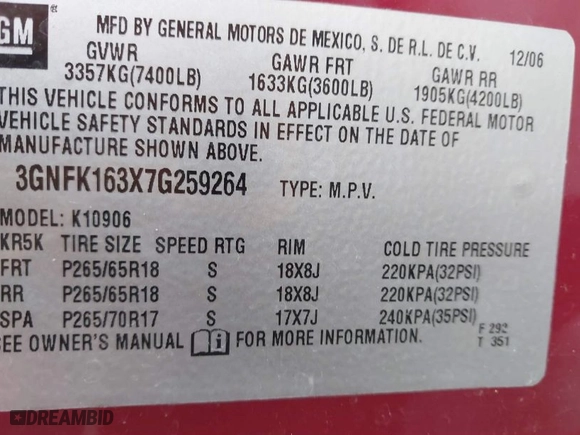 GM
MFD BY GENERAL MOTORS DE MEXICO, S. DE R.L. DE C.V. 12/06
GVWR GAWR FRT GAWR RR
3357KG(7400LB) 1633KG(3600LB) 1905KG(4200LB)
THIS VEHICLE CONFORMS TO ALL APPLICABLE U.S. FEDERAL MOTOR
VEHICLE SAFETY STANDARDS IN EFFECT ON THE DATE OF
MANUFACTURE SHOWN ABOVE.
3GNFK163X7G259264 TYPE: M.P.V.
MODEL: K10906
KR5K TIRE SIZE SPEED RTG RIM COLD TIRE PRESSURE
FRT P265/65R18 S 18X8J 220KPA(32PSI)
RR P265/65R18 S 18X8J 220KPA(32PSI)
SPA P265/70R17 S 17X7J 240KPA(35PSI)
SEE OWNER'S MANUAL FOR MORE INFORMATION.
F 292
T 351
DREAMBID